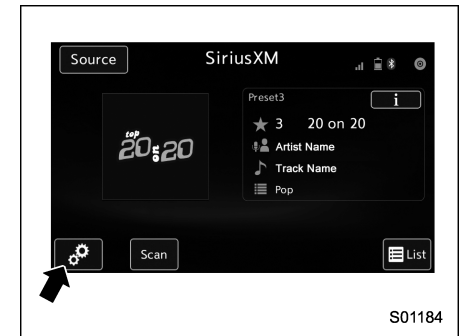 Source
SiriusXM
Preset3
i
3 20 on 20
Artist Name
Track Name
Pop
top
20 on 20
Scan
List
S01184